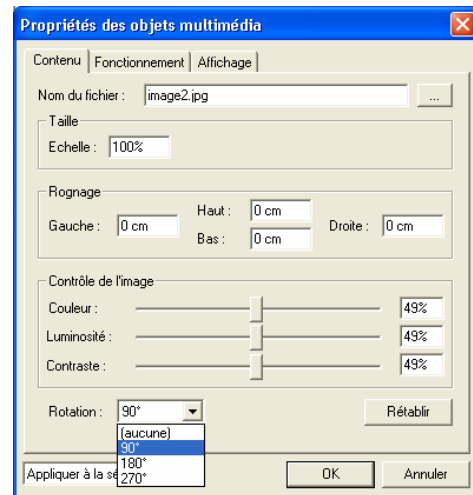 Propriétés des objets multimédia
Contenu Fonctionnement Affichage
Nom du fichier : image2.jpg ...
Taille
Echelle : 100%
Rognage
Gauche : 0 cm Haut : 0 cm Droite : 0 cm
Bas : 0 cm
Contrôle de l'image
Couleur : 49%
Luminosité : 49%
Contraste : 49%
Rotation : 90° Rétablir
(aucune)
90°
180°
270°
Appliquer à la sé
OK Annuler